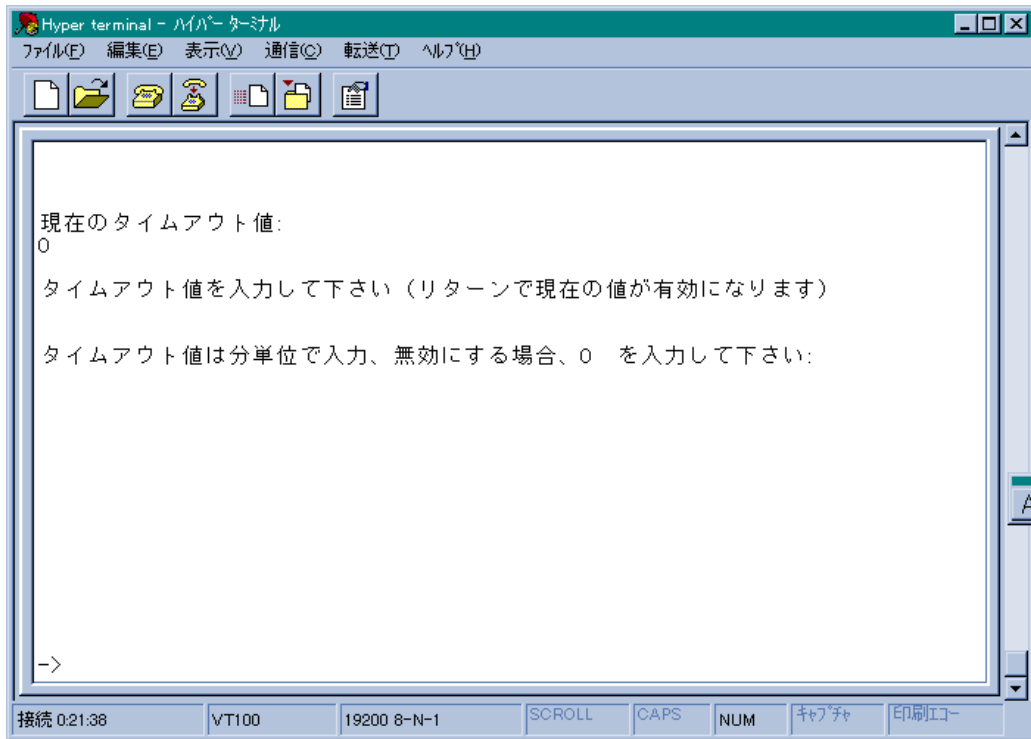 Hyper terminal - ﾊｲﾊﾟｰ ﾀｰﾐﾅﾙ
ﾌｧｲﾙ(F) 編集(E) 表示(V) 通信(C) 転送(T) ﾍﾙﾌﾟ(H)
現在のタイムアウト値:
0
タイムアウト値を入力して下さい（リターンで現在の値が有効になります）
タイムアウト値は分単位で入力、無効にする場合、0　を入力して下さい:
A
->
接続 0:21:38 VT100 19200 8-N-1 SCROLL CAPS NUM ｷｬﾌﾟﾁｬ 印刷ｴｺｰ